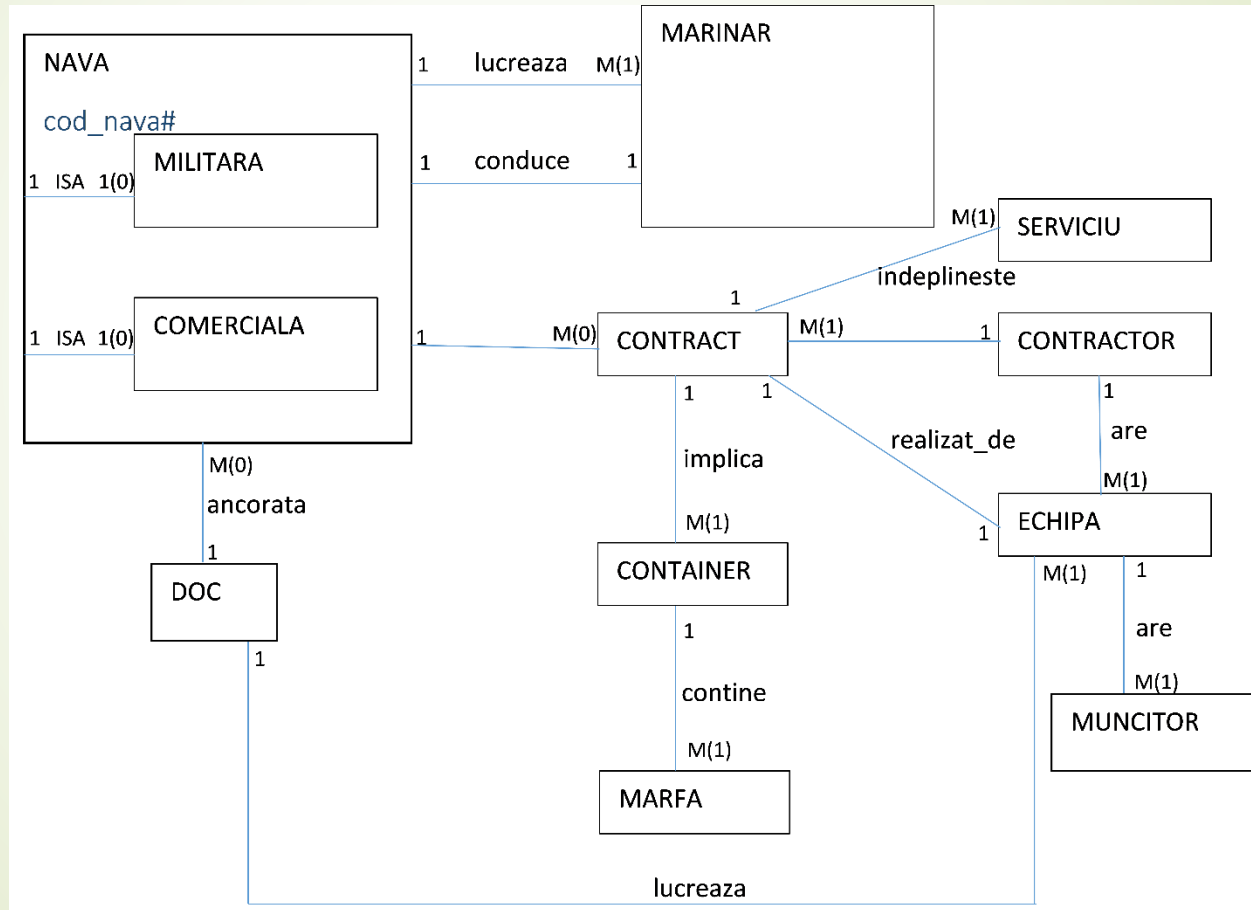 NAVA
cod_nava#
MILITARA
1 ISA 1(0)
COMERCIALA
1 ISA 1(0)
MARINAR
1 lucreaza M(1)
1 conduce 1
M(1) SERVICIU
indeplineste
1
1 M(0) CONTRACT M(1) 1 CONTRACTOR
1 1 1
realizat_de are
implica
M(0)
ancorata
M(1)
M(1)
1 ECHIPA
1
DOC
CONTAINER
M(1) 1
1
1
are
contine
M(1)
MUNCITOR
M(1)
MARFA
lucreaza